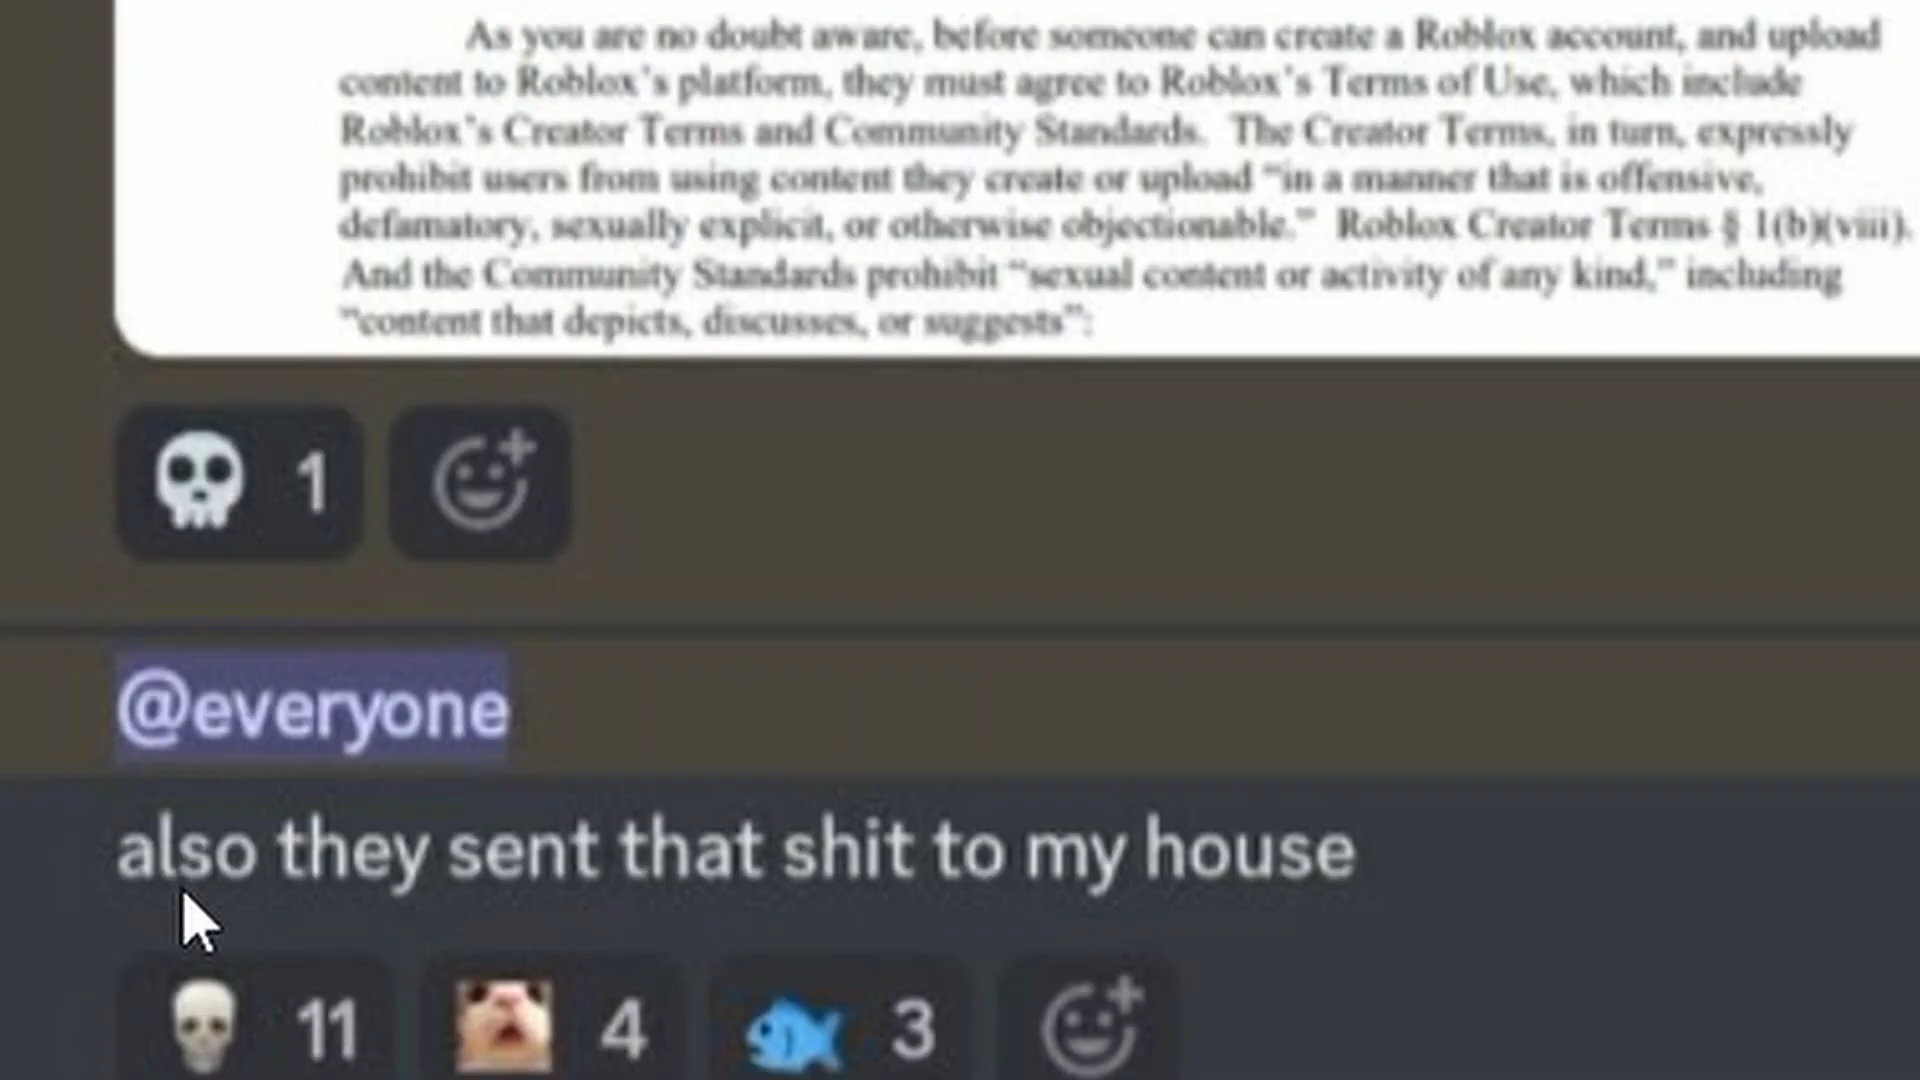 As you are no doubt aware, before someone can create a Roblox account, and upload
content to Roblox's platform, they must agree to Roblox's Terms of Use, which include
Roblox's Creator Terms and Community Standards. The Creator Terms, in turn, expressly
prohibit users from using content they create or upload “in a manner that is offensive,
defamatory, sexually explicit, or otherwise objectionable.” Roblox Creator Terms § 1(b)(viii).
And the Community Standards prohibit “sexual content or activity of any kind,” including
“content that depicts, discusses, or suggests”:
1
@everyone
also they sent that shit to my house
11 4 3